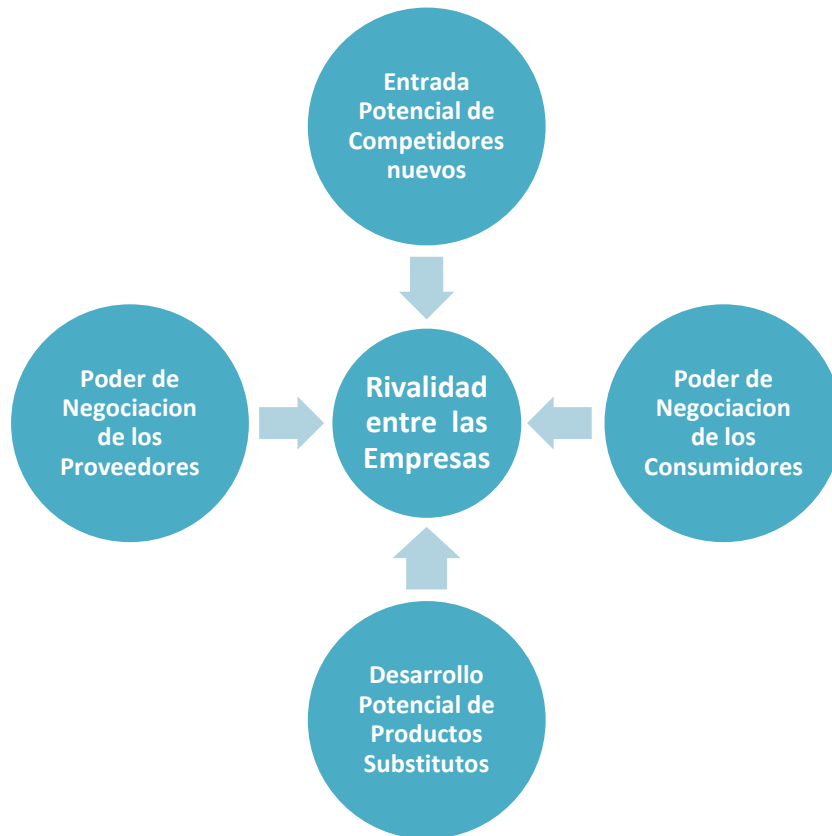 Entrada
Potencial de
Competidores
nuevos
Poder de
Negociacion
de los
Proveedores
Rivalidad
entre las
Empresas
Poder de
Negociacion
de los
Consumidores
Desarrollo
Potencial de
Productos
Substitutos